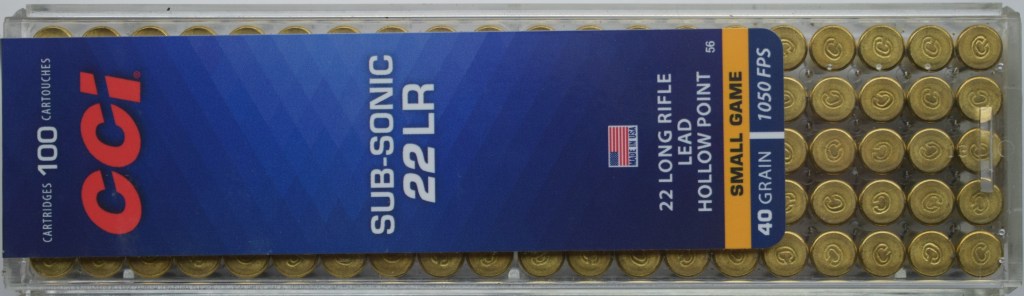 CARTRIDGES 100 CARTOUCHES
CCI
SUB-SONIC
22 LR
MADE IN USA
22 LONG RIFLE
LEAD
HOLLOW POINT
56
SMALL GAME
40 GRAIN 1050 FPS